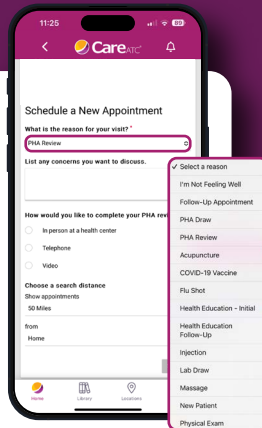 11:25
89
CareATC
Schedule a New Appointment
What is the reason for your visit? *
PHA Review
List any concerns you want to discuss.
How would you like to complete your PHA
In person at a health center
Telephone
Video
Choose a search distance
Show appointments
50 Miles
from
Home
Home
Library
Locations
✓ Select a reason
I'm Not Feeling Well
Follow-Up Appointment
PHA Draw
PHA Review
Acupuncture
COVID-19 Vaccine
Flu Shot
Health Education - Initial
Health Education
Follow-Up
Injection
Lab Draw
Massage
New Patient
Physical Exam